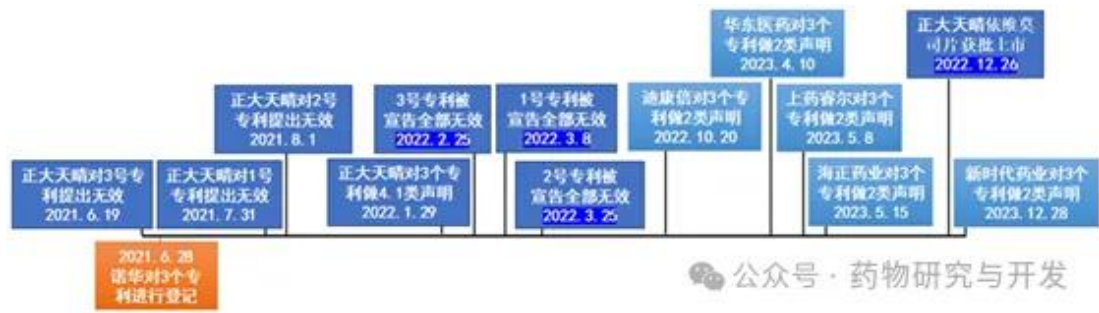 华东医药对3个
专利做2类声明
2023.4.10
正大天晴依维莫
司片获批上市
2022.12.26
正大天晴对2号
专利提出无效
2021.8.1
3号专利被
宣告全部无效
2022.2.25
1号专利被
宣告全部无效
2022.3.8
迪康倍对3个专
利做2类声明
2022.10.20
上药睿尔对3个
专利做2类声明
2023.5.8
正大天晴对3号专
利提出无效
2021.6.19
正大天晴对1号
专利提出无效
2021.7.31
正大天晴对3个专
利做4.1类声明
2022.1.29
2号专利被
宣告全部无效
2022.3.25
海正药业对3个
专利做2类声明
2023.5.15
新时代药业对3个
专利做2类声明
2023.12.28
2021.6.28
诺华对3个专
利进行登记
公众号·药物研究与开发